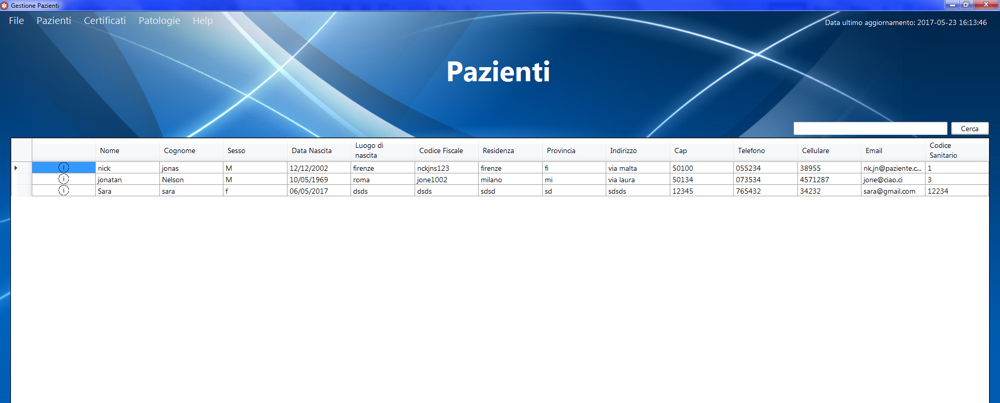 Gestione Pazienti
File Pazienti Certificati Patologie Help
Data ultimo aggiornamento: 2017-05-23 16:13:46
Pazienti
Cerca
Nome Cognome Sesso Data Nascita Luogo di nascita Codice Fiscale Residenza Provincia Indirizzo Cap Telefono Cellulare Email Codice Sanitario
i nick jonas M 12/12/2002 firenze nckjns123 firenze fi via malta 50100 055234 38955 nk.jn@paziente.c... 1
i jonatan Nelson M 10/05/1969 roma jone1002 milano mi via laura 50134 073534 4571287 jone@ciao.ci 3
i Sara sara f 06/05/2017 dsds dsds sdsd sd sdsds 12345 765432 34232 sara@gmail.com 12234